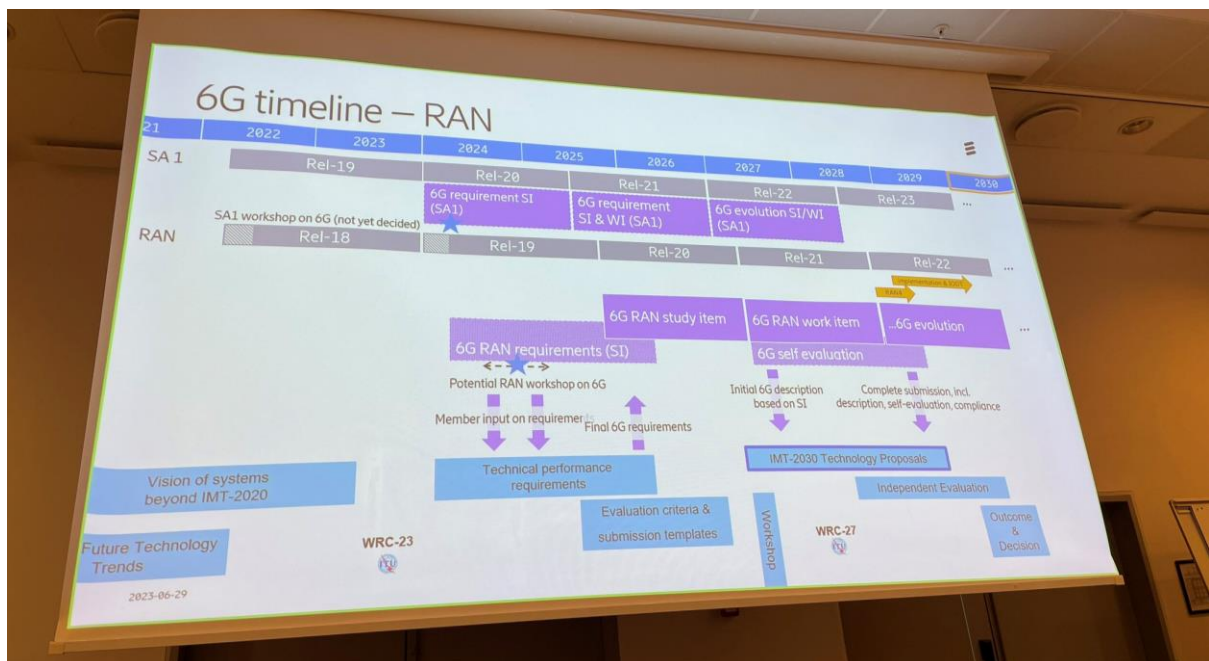 6G timeline – RAN
21 2022 2023 2024 2025 2026 2027 2028 2029 2030
SA 1
Rel-19 Rel-20 Rel-21 Rel-22 Rel-23 ...
6G requirement SI
(SA1)
6G requirement
SI & WI (SA1)
6G evolution SI/WI
(SA1)
SA1 workshop on 6G (not yet decided)
RAN
Rel-18 Rel-19 Rel-20 Rel-21 Rel-22 ...
Implementation & IODT
RAN4
6G RAN study item 6G RAN work item ...6G evolution ...
6G RAN requirements (SI)
6G self evaluation
Potential RAN workshop on 6G
Member input on requirements
Final 6G requirements
Initial 6G description
based on SI
Complete submission, incl.
description, self-evaluation, compliance
Vision of systems
beyond IMT-2020
Technical performance
requirements
IMT-2030 Technology Proposals
Independent Evaluation
Future Technology
Trends
WRC-23
ITU
Evaluation criteria &
submission templates
Workshop
WRC-27
ITU
Outcome
&
Decision
2023-06-29